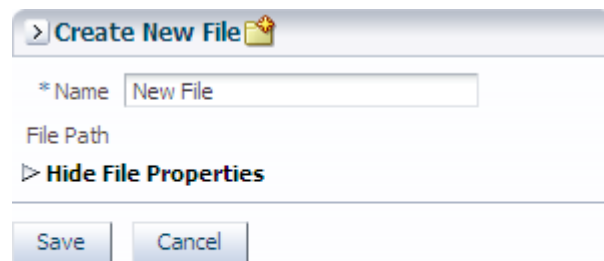 Create New File
* Name New File
File Path
Hide File Properties
Save Cancel